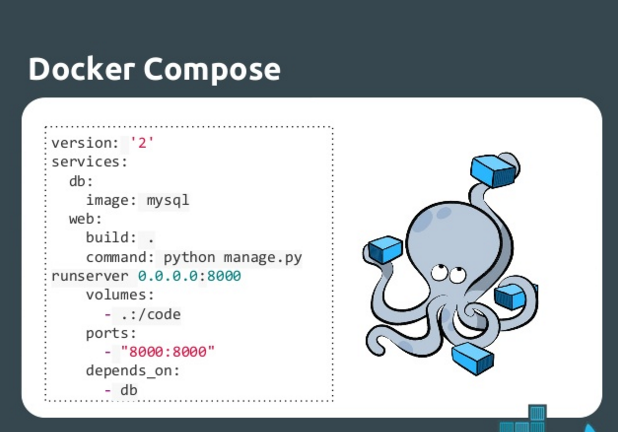 Docker Compose
version: '2'
services:
  db:
    image: mysql
  web:
    build: .
    command: python manage.py
runserver 0.0.0.0:8000
    volumes:
      - .:/code
    ports:
      - "8000:8000"
    depends_on:
      - db